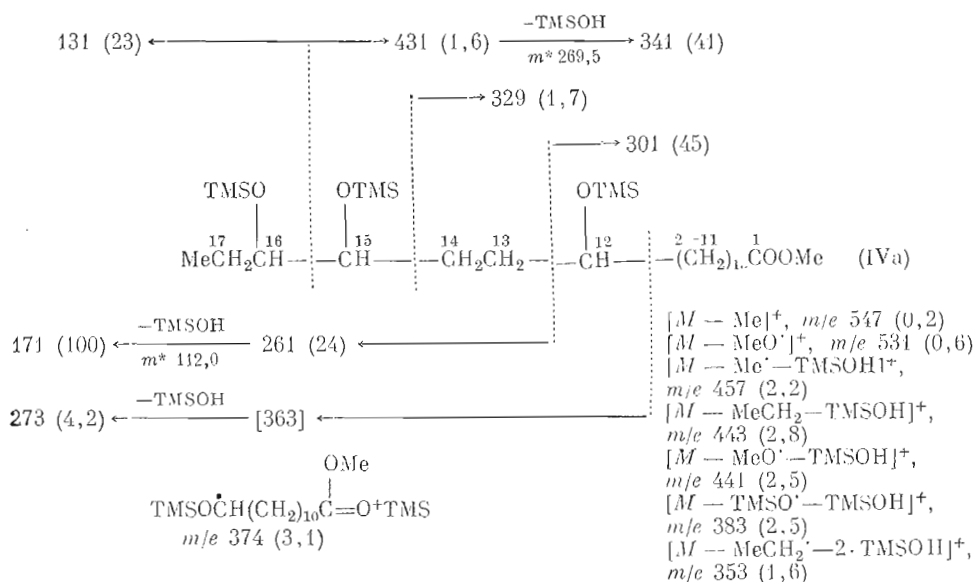 −TMSOH
131 (23) 431 (1,6) 341 (41)
m* 269,5
329 (1,7)
301 (45)
TMSO OTMS OTMS
17 16 15 14 13 12 2 -11 1
MeCH₂CH— —CH— —CH₂CH₂— —CH— —(CH₂)₁..COOMe (IVa)
−TMSOH
171 (100) 261 (24)
m* 112,0
−TMSOH
273 (4,2) [363]
[M − Me]⁺, m/e 547 (0,2)
[M − MeO˙]⁺, m/e 531 (0,6)
[M − Me˙−TMSOH]⁺,
m/e 457 (2,2)
[M − MeCH₂−TMSOH]⁺,
m/e 443 (2,8)
[M − MeO˙−TMSOH]⁺,
m/e 441 (2,5)
[M − TMSO˙−TMSOH]⁺,
m/e 383 (2,5)
[M − MeCH₂˙−2·TMSOH]⁺,
m/e 353 (1,6)
OMe
TMSOĊH(CH₂)₁₀C=O⁺TMS
m/e 374 (3,1)